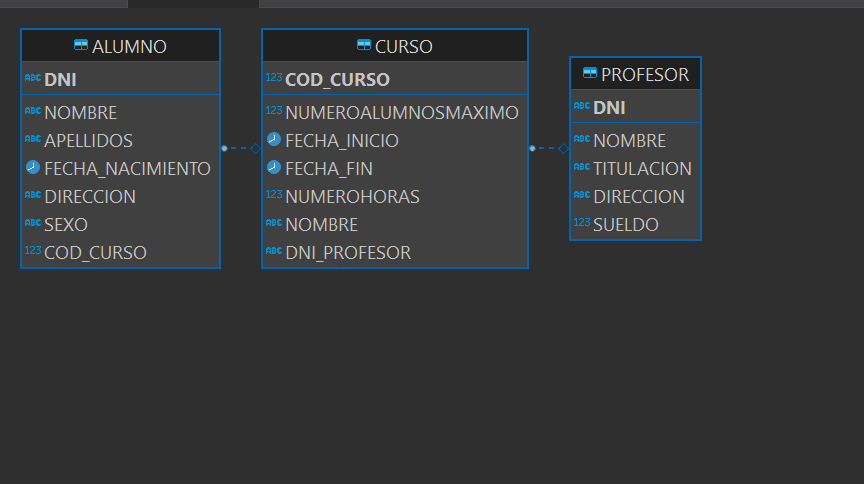 ALUMNO
ABC DNI
ABC NOMBRE
ABC APELLIDOS
FECHA_NACIMIENTO
ABC DIRECCION
ABC SEXO
123 COD_CURSO
CURSO
123 COD_CURSO
123 NUMEROALUMNOSMAXIMO
FECHA_INICIO
FECHA_FIN
123 NUMEROHORAS
ABC NOMBRE
ABC DNI_PROFESOR
PROFESOR
ABC DNI
ABC NOMBRE
ABC TITULACION
ABC DIRECCION
123 SUELDO